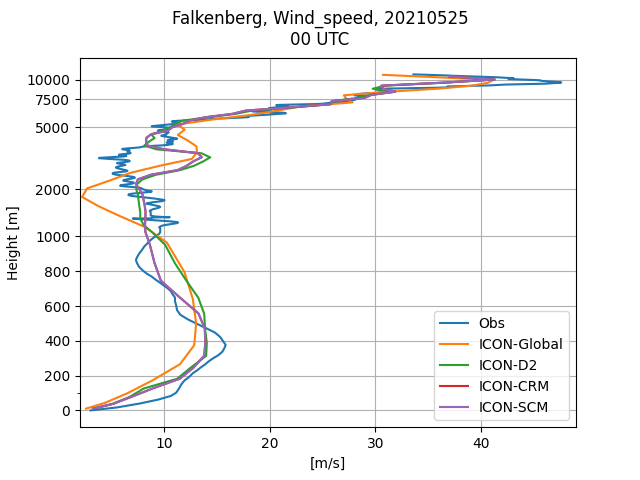 Falkenberg, Wind_speed, 20210525
00 UTC
10000
7500
5000
2000
1000
800
600
400
200
0
Height [m]
10
20
30
40
[m/s]
Obs
ICON-Global
ICON-D2
ICON-CRM
ICON-SCM